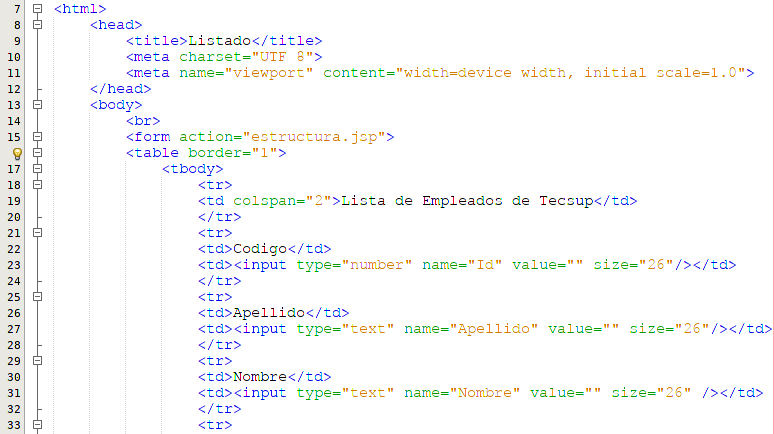 7 <html>
8 <head>
9 <title>Listado</title>
10 <meta charset="UTF 8">
11 <meta name="viewport" content="width=device width, initial scale=1.0">
12 </head>
13 <body>
14 <br>
15 <form action="estructura.jsp">
<table border="1">
17 <tbody>
18 <tr>
19 <td colspan="2">Lista de Empleados de Tecsup</td>
20 </tr>
21 <tr>
22 <td>Codigo</td>
23 <td><input type="number" name="Id" value="" size="26"/></td>
24 </tr>
25 <tr>
26 <td>Apellido</td>
27 <td><input type="text" name="Apellido" value="" size="26"/></td>
28 </tr>
29 <tr>
30 <td>Nombre</td>
31 <td><input type="text" name="Nombre" value="" size="26" /></td>
32 </tr>
33 <tr>